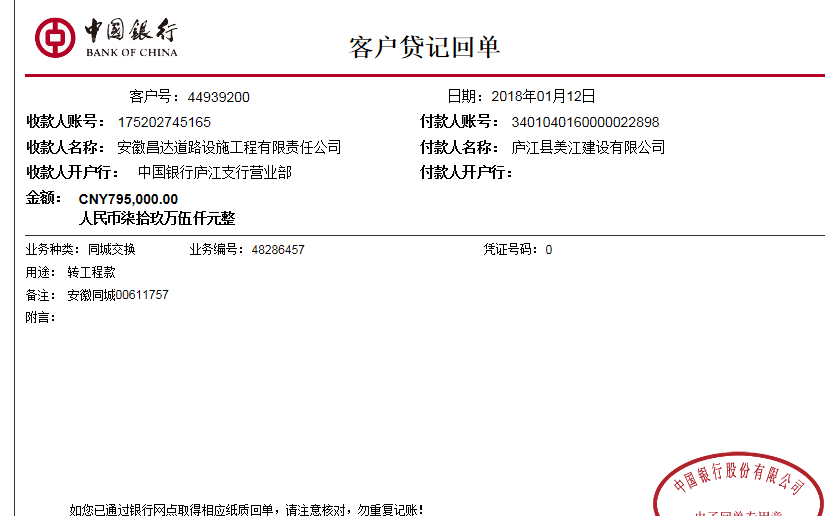 中国银行
BANK OF CHINA
客户贷记回单
客户号：44939200 日期：2018年01月12日
收款人账号：175202745165 付款人账号：3401040160000022898
收款人名称：安徽昌达道路设施工程有限责任公司 付款人名称：庐江县美江建设有限公司
收款人开户行：中国银行庐江支行营业部 付款人开户行：
金额：CNY795,000.00
人民币柒拾玖万伍仟元整
业务种类：同城交换 业务编号：48286457 凭证号码：0
用途：转工程款
备注：安徽同城00611757
附言：
中国银行股份有限公司
电子回单专用章
如您已通过银行网点取得相应纸质回单，请注意核对，勿重复记账！